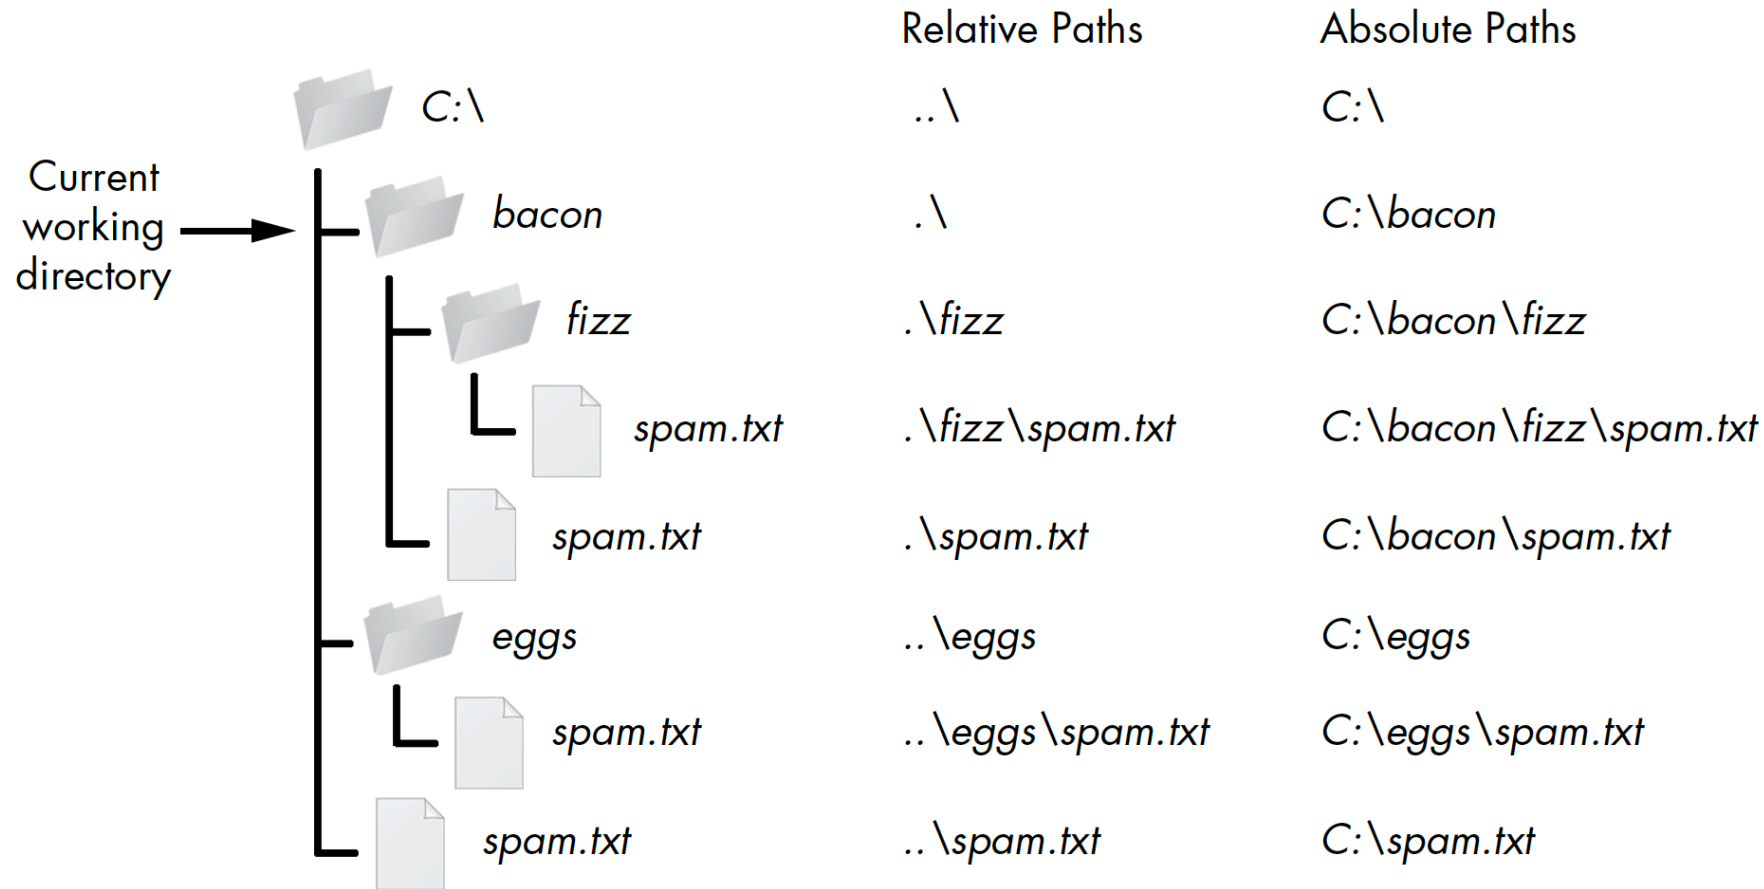 Relative Paths Absolute Paths
C:\ ..\ C:\
Current
working
directory
bacon .\ C:\bacon
fizz .\fizz C:\bacon\fizz
spam.txt .\fizz\spam.txt C:\bacon\fizz\spam.txt
spam.txt .\spam.txt C:\bacon\spam.txt
eggs ..\eggs C:\eggs
spam.txt ..\eggs\spam.txt C:\eggs\spam.txt
spam.txt ..\spam.txt C:\spam.txt